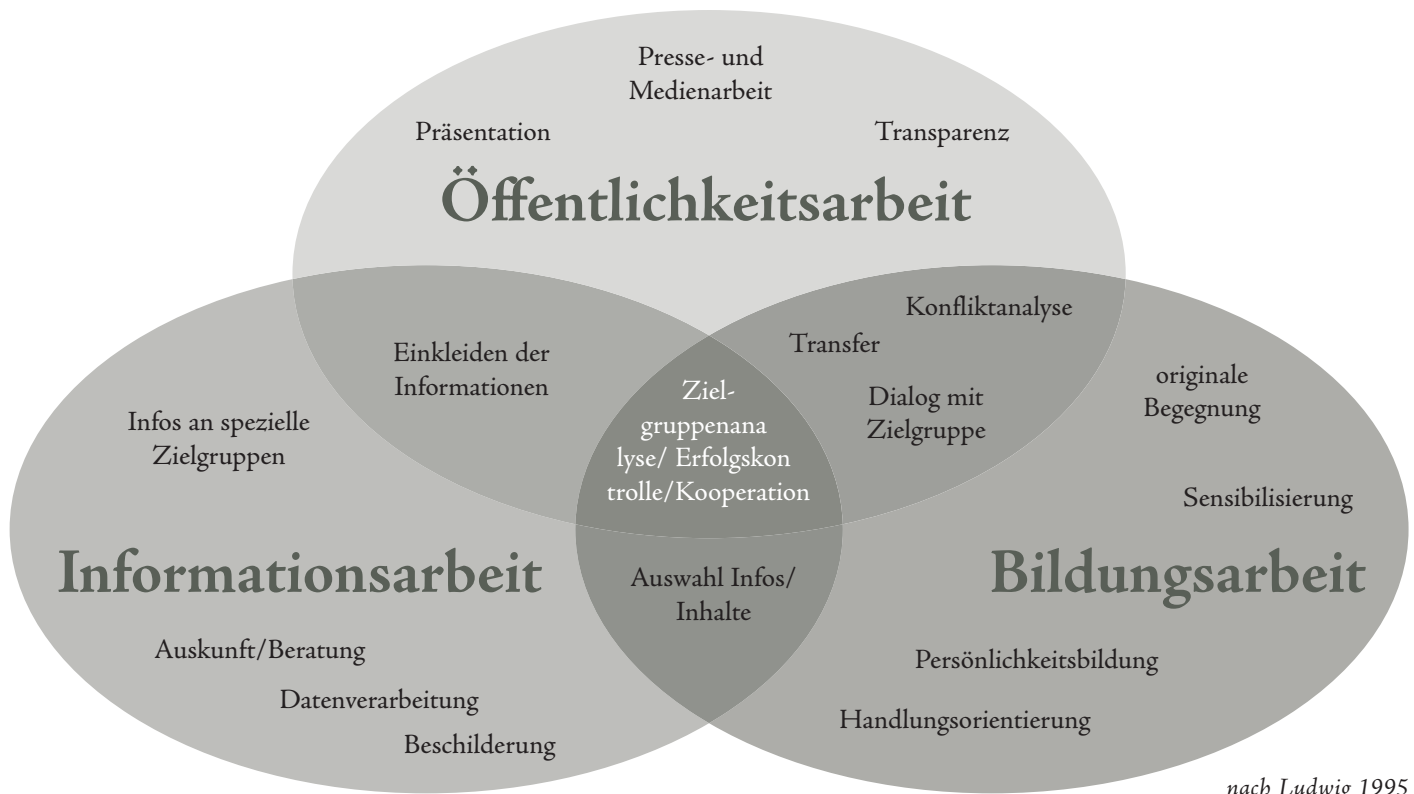 Presse- und
Medienarbeit
Präsentation
Transparenz
Öffentlichkeitsarbeit
Konfliktanalyse
Transfer
Einkleiden der
Informationen
Dialog mit
Zielgruppe
originale
Begegnung
Ziel-
gruppenana
lyse/ Erfolgskon
trolle/Kooperation
Infos an spezielle
Zielgruppen
Sensibilisierung
Informationsarbeit
Bildungsarbeit
Auswahl Infos/
Inhalte
Auskunft/Beratung
Datenverarbeitung
Beschilderung
Persönlichkeitsbildung
Handlungsorientierung
nach Ludwig 1995